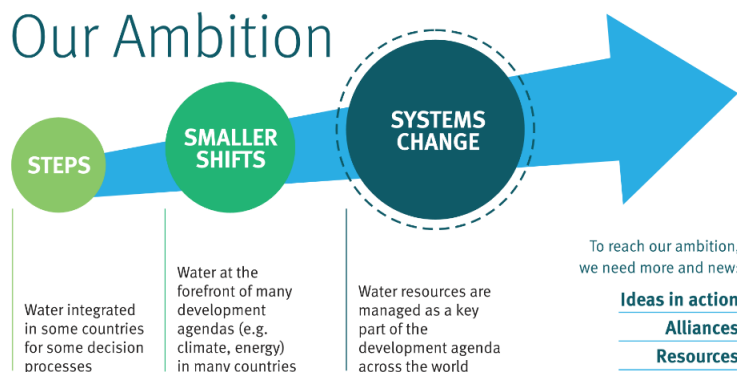 Our Ambition
STEPS
SMALLER
SHIFTS
SYSTEMS
CHANGE
Water integrated
in some countries
for some decision
processes
Water at the
forefront of many
development
agendas (e.g.
climate, energy)
in many countries
Water resources are
managed as a key
part of the
development agenda
across the world
To reach our ambition,
we need more and new:
Ideas in action
Alliances
Resources